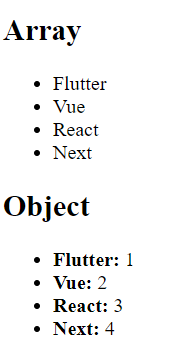 Array
Flutter
Vue
React
Next
Object
Flutter: 1
Vue: 2
React: 3
Next: 4